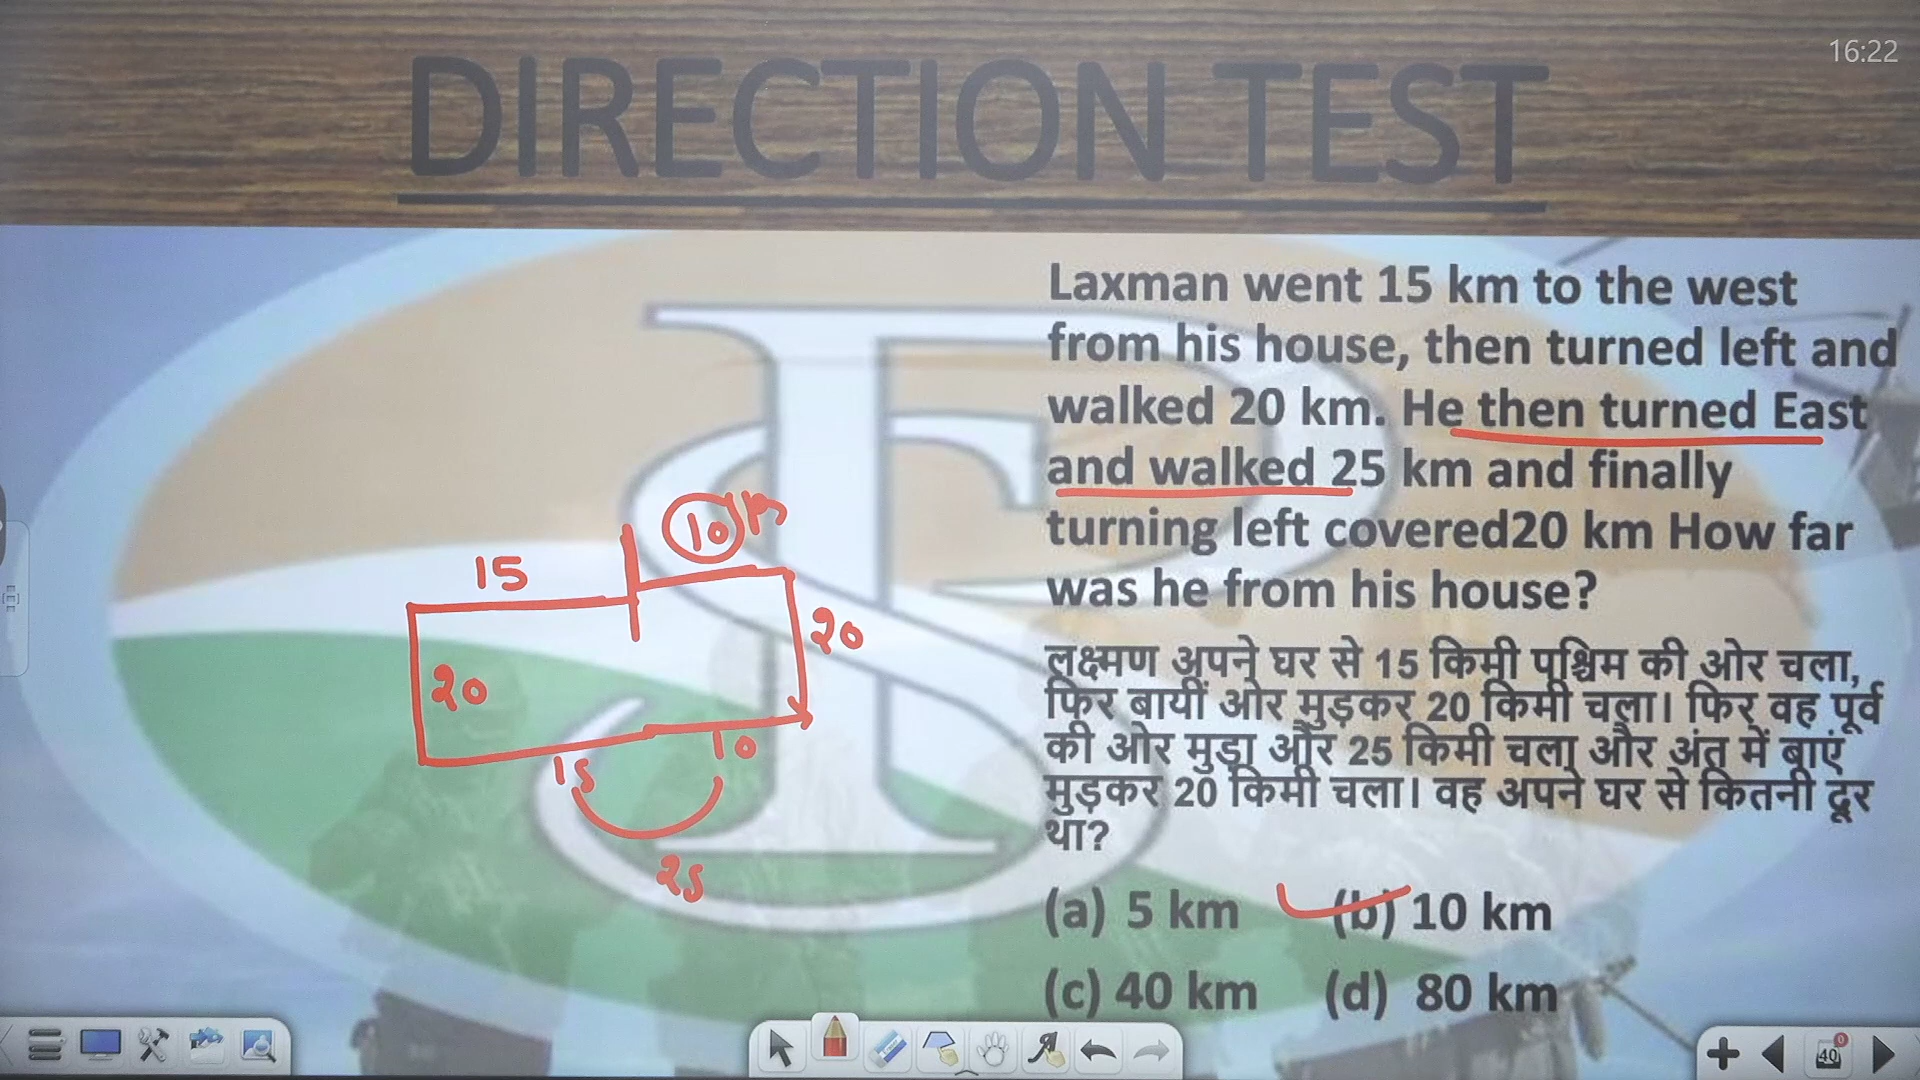 16:22
DIRECTION TEST
Laxman went 15 km to the west
from his house, then turned left and
walked 20 km. He then turned East
and walked 25 km and finally
turning left covered20 km How far
was he from his house?
लक्ष्मण अपने घर से 15 किमी पश्चिम की ओर चला,
फिर बायीं ओर मुड़कर 20 किमी चला। फिर वह पूर्व
की ओर मुड़ा और 25 किमी चला और अंत में बाएं
मुड़कर 20 किमी चला। वह अपने घर से कितनी दूर
था?
(a) 5 km (b) 10 km
(c) 40 km (d) 80 km
10
15
20
20
15
10
25
40
0